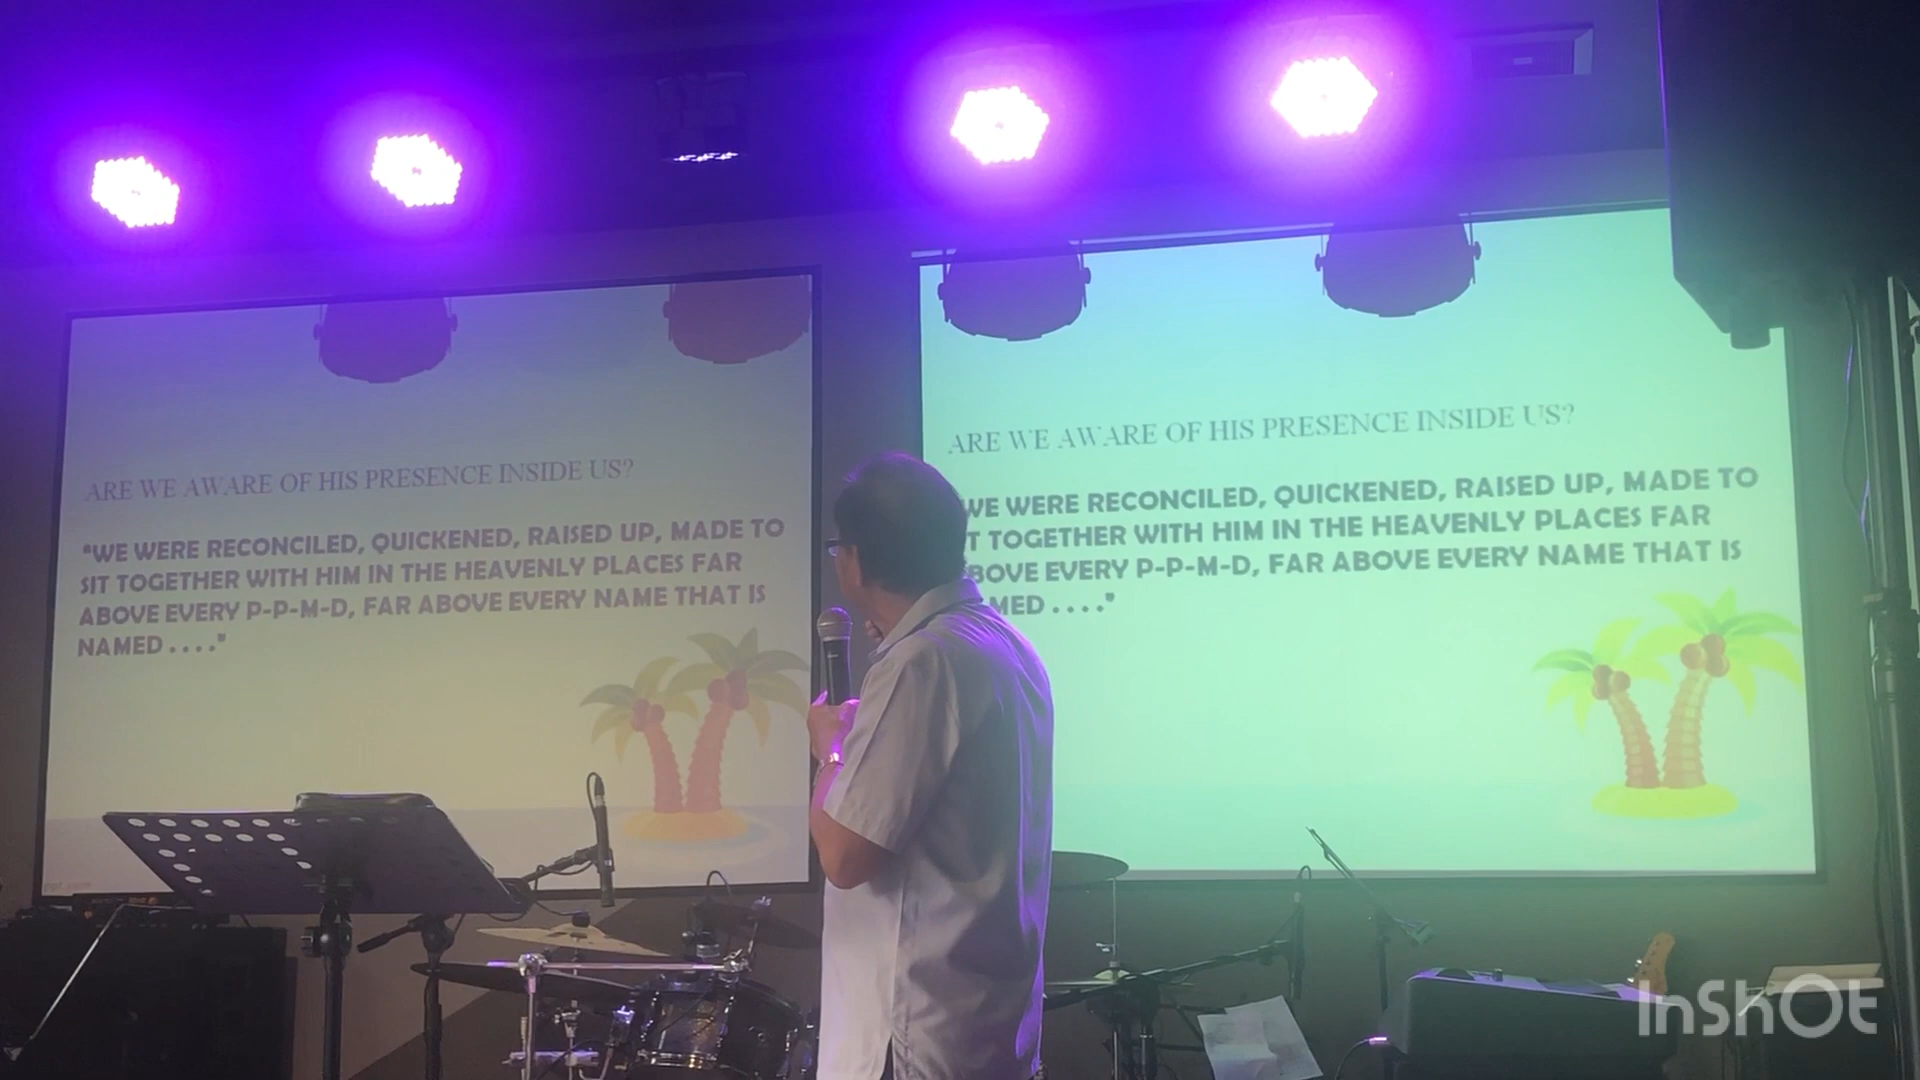 ARE WE AWARE OF HIS PRESENCE INSIDE US?
"WE WERE RECONCILED, QUICKENED, RAISED UP, MADE TO
SIT TOGETHER WITH HIM IN THE HEAVENLY PLACES FAR
ABOVE EVERY P-P-M-D, FAR ABOVE EVERY NAME THAT IS
NAMED . . . ."
ARE WE AWARE OF HIS PRESENCE INSIDE US?
WE WERE RECONCILED, QUICKENED, RAISED UP, MADE TO
T TOGETHER WITH HIM IN THE HEAVENLY PLACES FAR
BOVE EVERY P-P-M-D, FAR ABOVE EVERY NAME THAT IS
MED . . . ."
InShOt